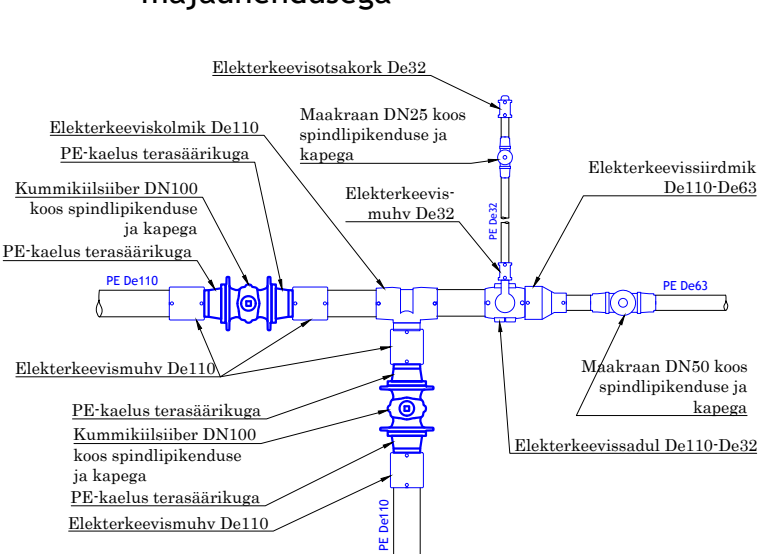 majaühendusega
Elekterkeevisotsakork De32
Maakraan DN25 koos
spindlipikenduse ja
kapega
Elekterkeeviskolmik De110
PE-kaelus terasäärikuga
Kummikiilsiiber DN100
koos spindlipikenduse
ja kapega
PE-kaelus terasäärikuga
Elekterkeevis-
muhv De32
Elekterkeevissiirdmik
De110-De63
PE De32
PE De110
PE De63
Elekterkeevismuhv De110
Maakraan DN50 koos
spindlipikenduse ja
kapega
PE-kaelus terasäärikuga
Kummikiilsiiber DN100
koos spindlipikenduse
ja kapega
PE-kaelus terasäärikuga
Elekterkeevismuhv De110
Elekterkeevissadul De110-De32
PE De110